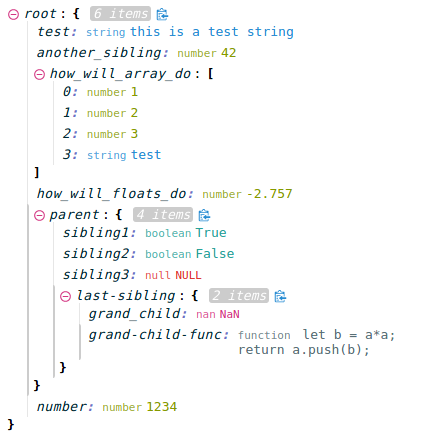 root: { 6 items
test: string this is a test string
another_sibling: number 42
how_will_array_do: [
0: number 1
1: number 2
2: number 3
3: string test
]
how_will_floats_do: number -2.757
parent: { 4 items
sibling1: boolean True
sibling2: boolean False
sibling3: null NULL
last-sibling: { 2 items
grand_child: nan NaN
grand-child-func: function let b = a*a;
return a.push(b);
}
}
number: number 1234
}